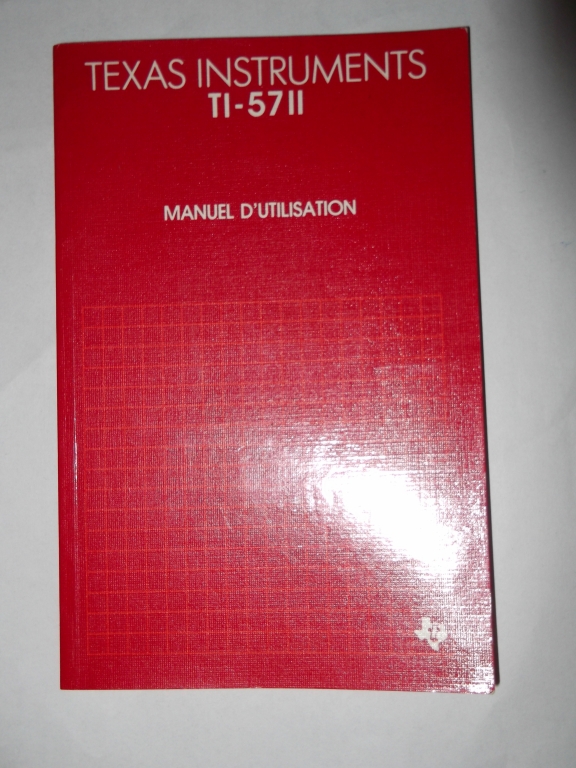 TEXAS INSTRUMENTS
TI-57II
MANUEL D'UTILISATION